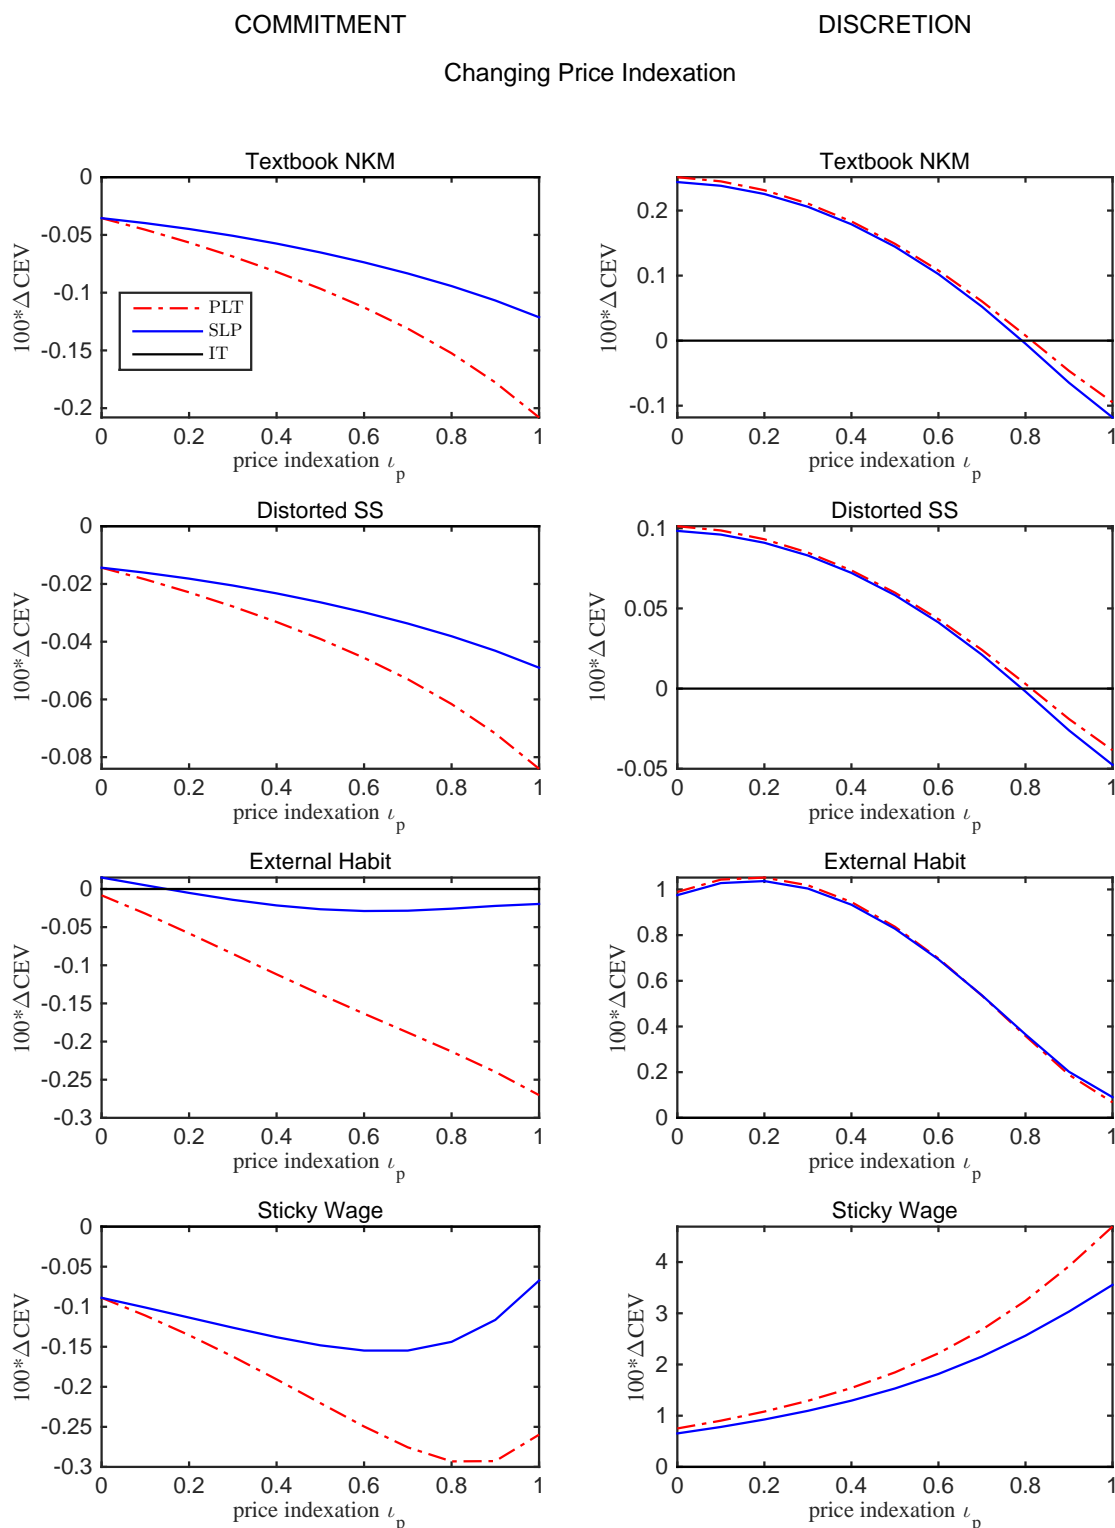 COMMITMENT
DISCRETION
Changing Price Indexation
Textbook NKM
0
-0.05
-0.1
-0.15
-0.2
100*ΔCEV
PLT
SLP
IT
0 0.2 0.4 0.6 0.8 1
price indexation ιp
Textbook NKM
0.2
0.1
0
-0.1
100*ΔCEV
0 0.2 0.4 0.6 0.8 1
price indexation ιp
Distorted SS
0
-0.02
-0.04
-0.06
-0.08
100*ΔCEV
0 0.2 0.4 0.6 0.8 1
price indexation ιp
Distorted SS
0.1
0.05
0
-0.05
100*ΔCEV
0 0.2 0.4 0.6 0.8 1
price indexation ιp
External Habit
0
-0.05
-0.1
-0.15
-0.2
-0.25
-0.3
100*ΔCEV
0 0.2 0.4 0.6 0.8 1
price indexation ιp
External Habit
1
0.8
0.6
0.4
0.2
0
100*ΔCEV
0 0.2 0.4 0.6 0.8 1
price indexation ιp
Sticky Wage
0
-0.05
-0.1
-0.15
-0.2
-0.25
-0.3
100*ΔCEV
0 0.2 0.4 0.6 0.8 1
price indexation ιp
Sticky Wage
4
3
2
1
0
100*ΔCEV
0 0.2 0.4 0.6 0.8 1
price indexation ιp